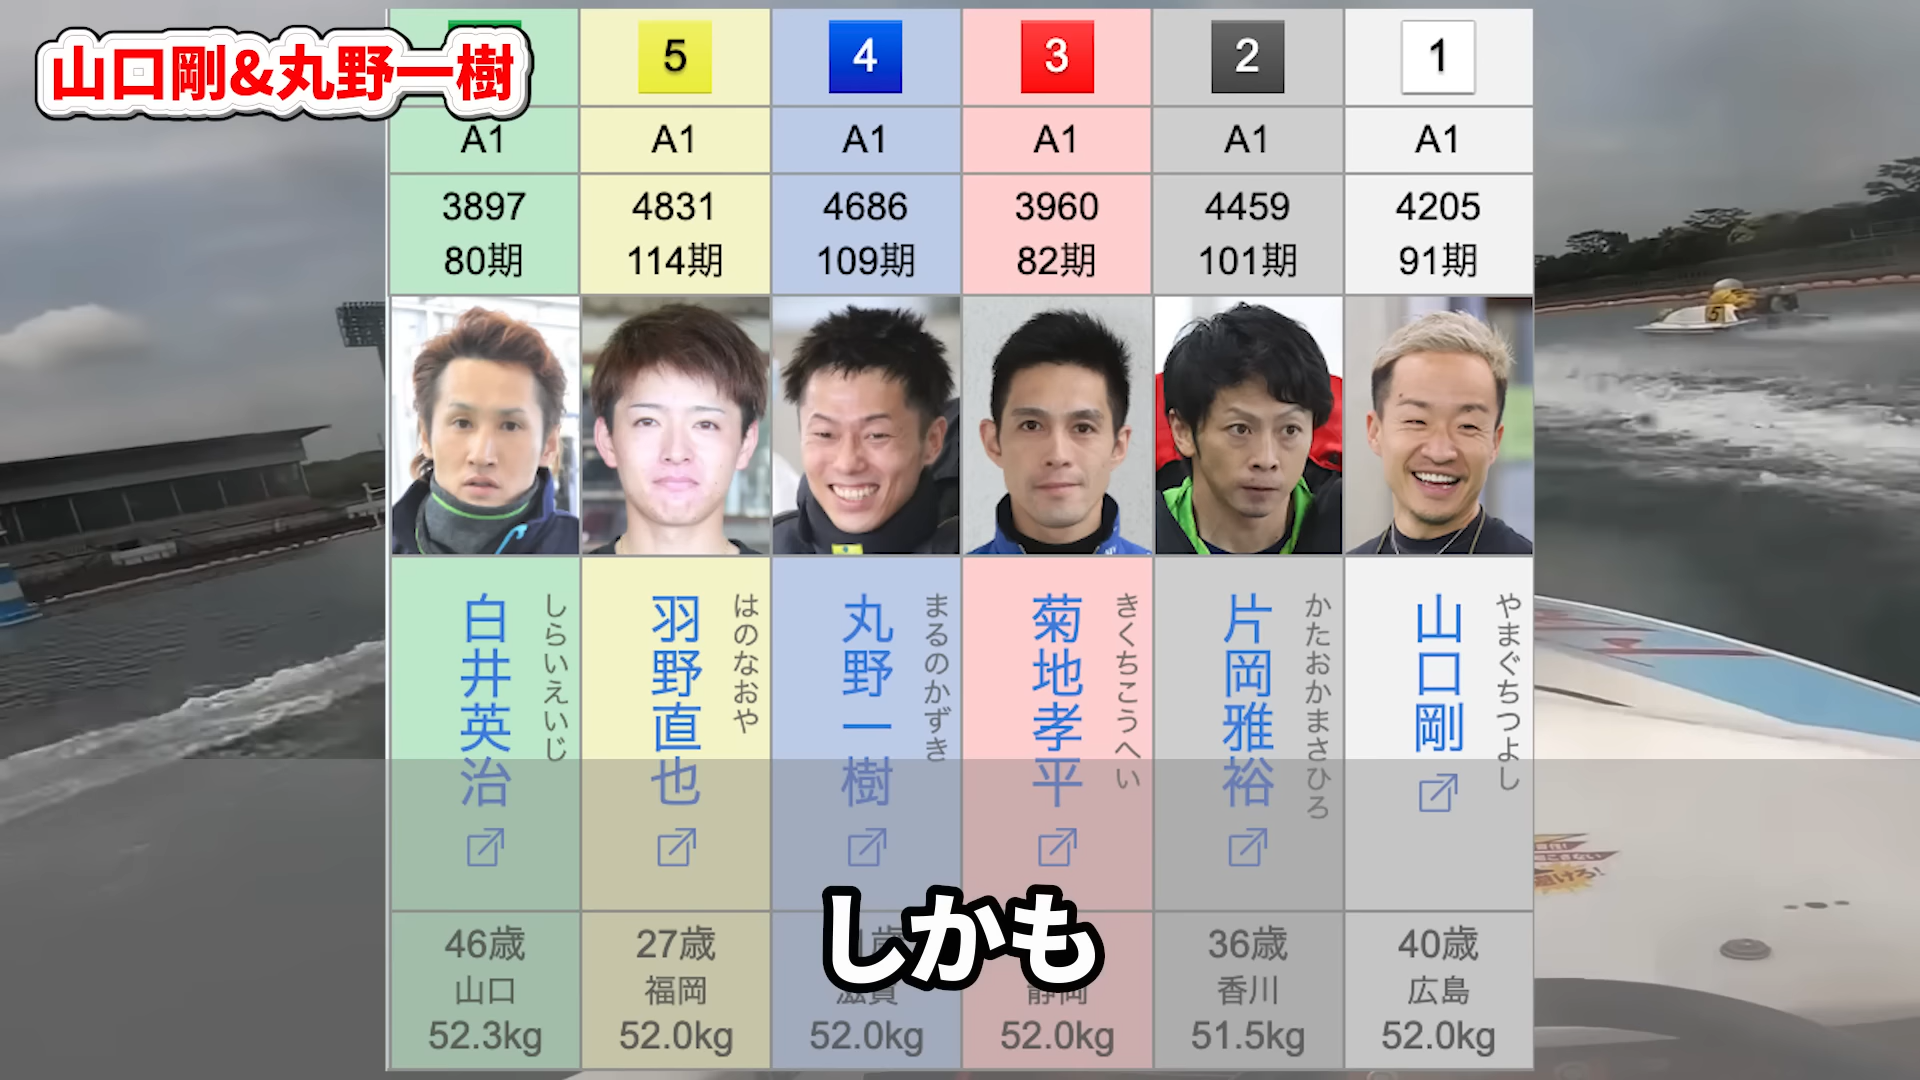 山口剛&丸野一樹
5 4 3 2 1
A1 A1 A1 A1 A1 A1
3897 4831 4686 3960 4459 4205
80期 114期 109期 82期 101期 91期
白井英治 しらいえいじ
羽野直也 はのなおや
丸野一樹 まるのかずき
菊地孝平 きくちこうへい
片岡雅裕 かたおかまさひろ
山口剛 やまぐちつよし
46歳 27歳 歳 36歳 40歳
山口 福岡 滋賀 静岡 香川 広島
52.3kg 52.0kg 52.0kg 52.0kg 51.5kg 52.0kg
しかも
5